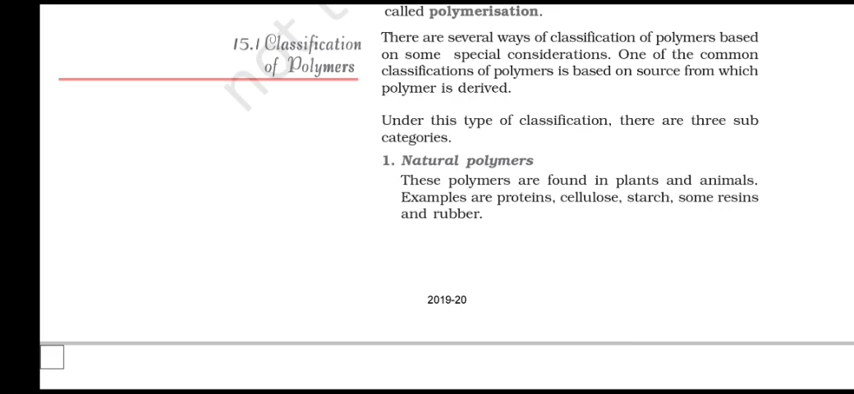 called polymerisation.
15.1 Classification
of Polymers
There are several ways of classification of polymers based
on some special considerations. One of the common
classifications of polymers is based on source from which
polymer is derived.
Under this type of classification, there are three sub
categories.
1. Natural polymers
These polymers are found in plants and animals.
Examples are proteins, cellulose, starch, some resins
and rubber.
not
2019-20